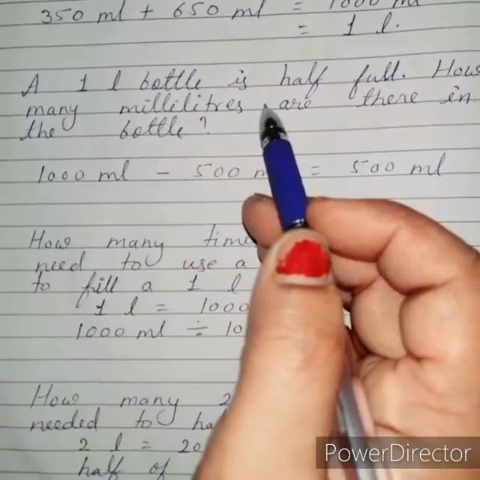 350 ml + 650 ml = 1000 ml
= 1 l.
A 1 l bottle is half full. How
many millilitres are there in
the bottle?
1000 ml - 500 m = 500 ml
How many
need to use a
to fill a 1 l
1 l = 1000
1000 ml ÷ 10
How many 2
needed to
2 l = 20
half of
PowerDirector